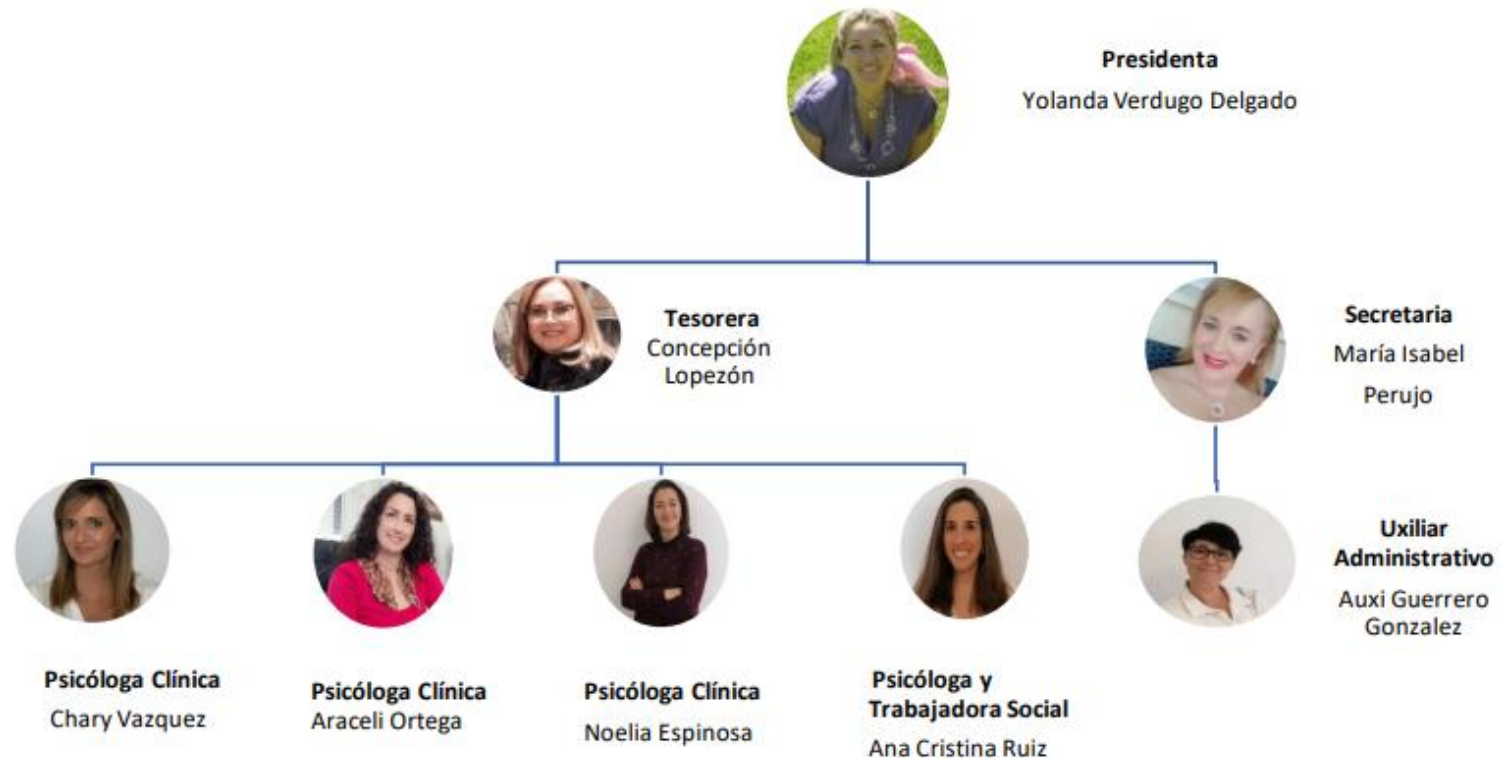 Presidenta
Yolanda Verdugo Delgado
Tesorera
Concepción
Lopezón
Secretaria
María Isabel
Perujo
Uxiliar
Administrativo
Auxi Guerrero
Gonzalez
Psicóloga Clínica
Chary Vazquez
Psicóloga Clínica
Araceli Ortega
Psicóloga Clínica
Noelia Espinosa
Psicóloga y
Trabajadora Social
Ana Cristina Ruiz